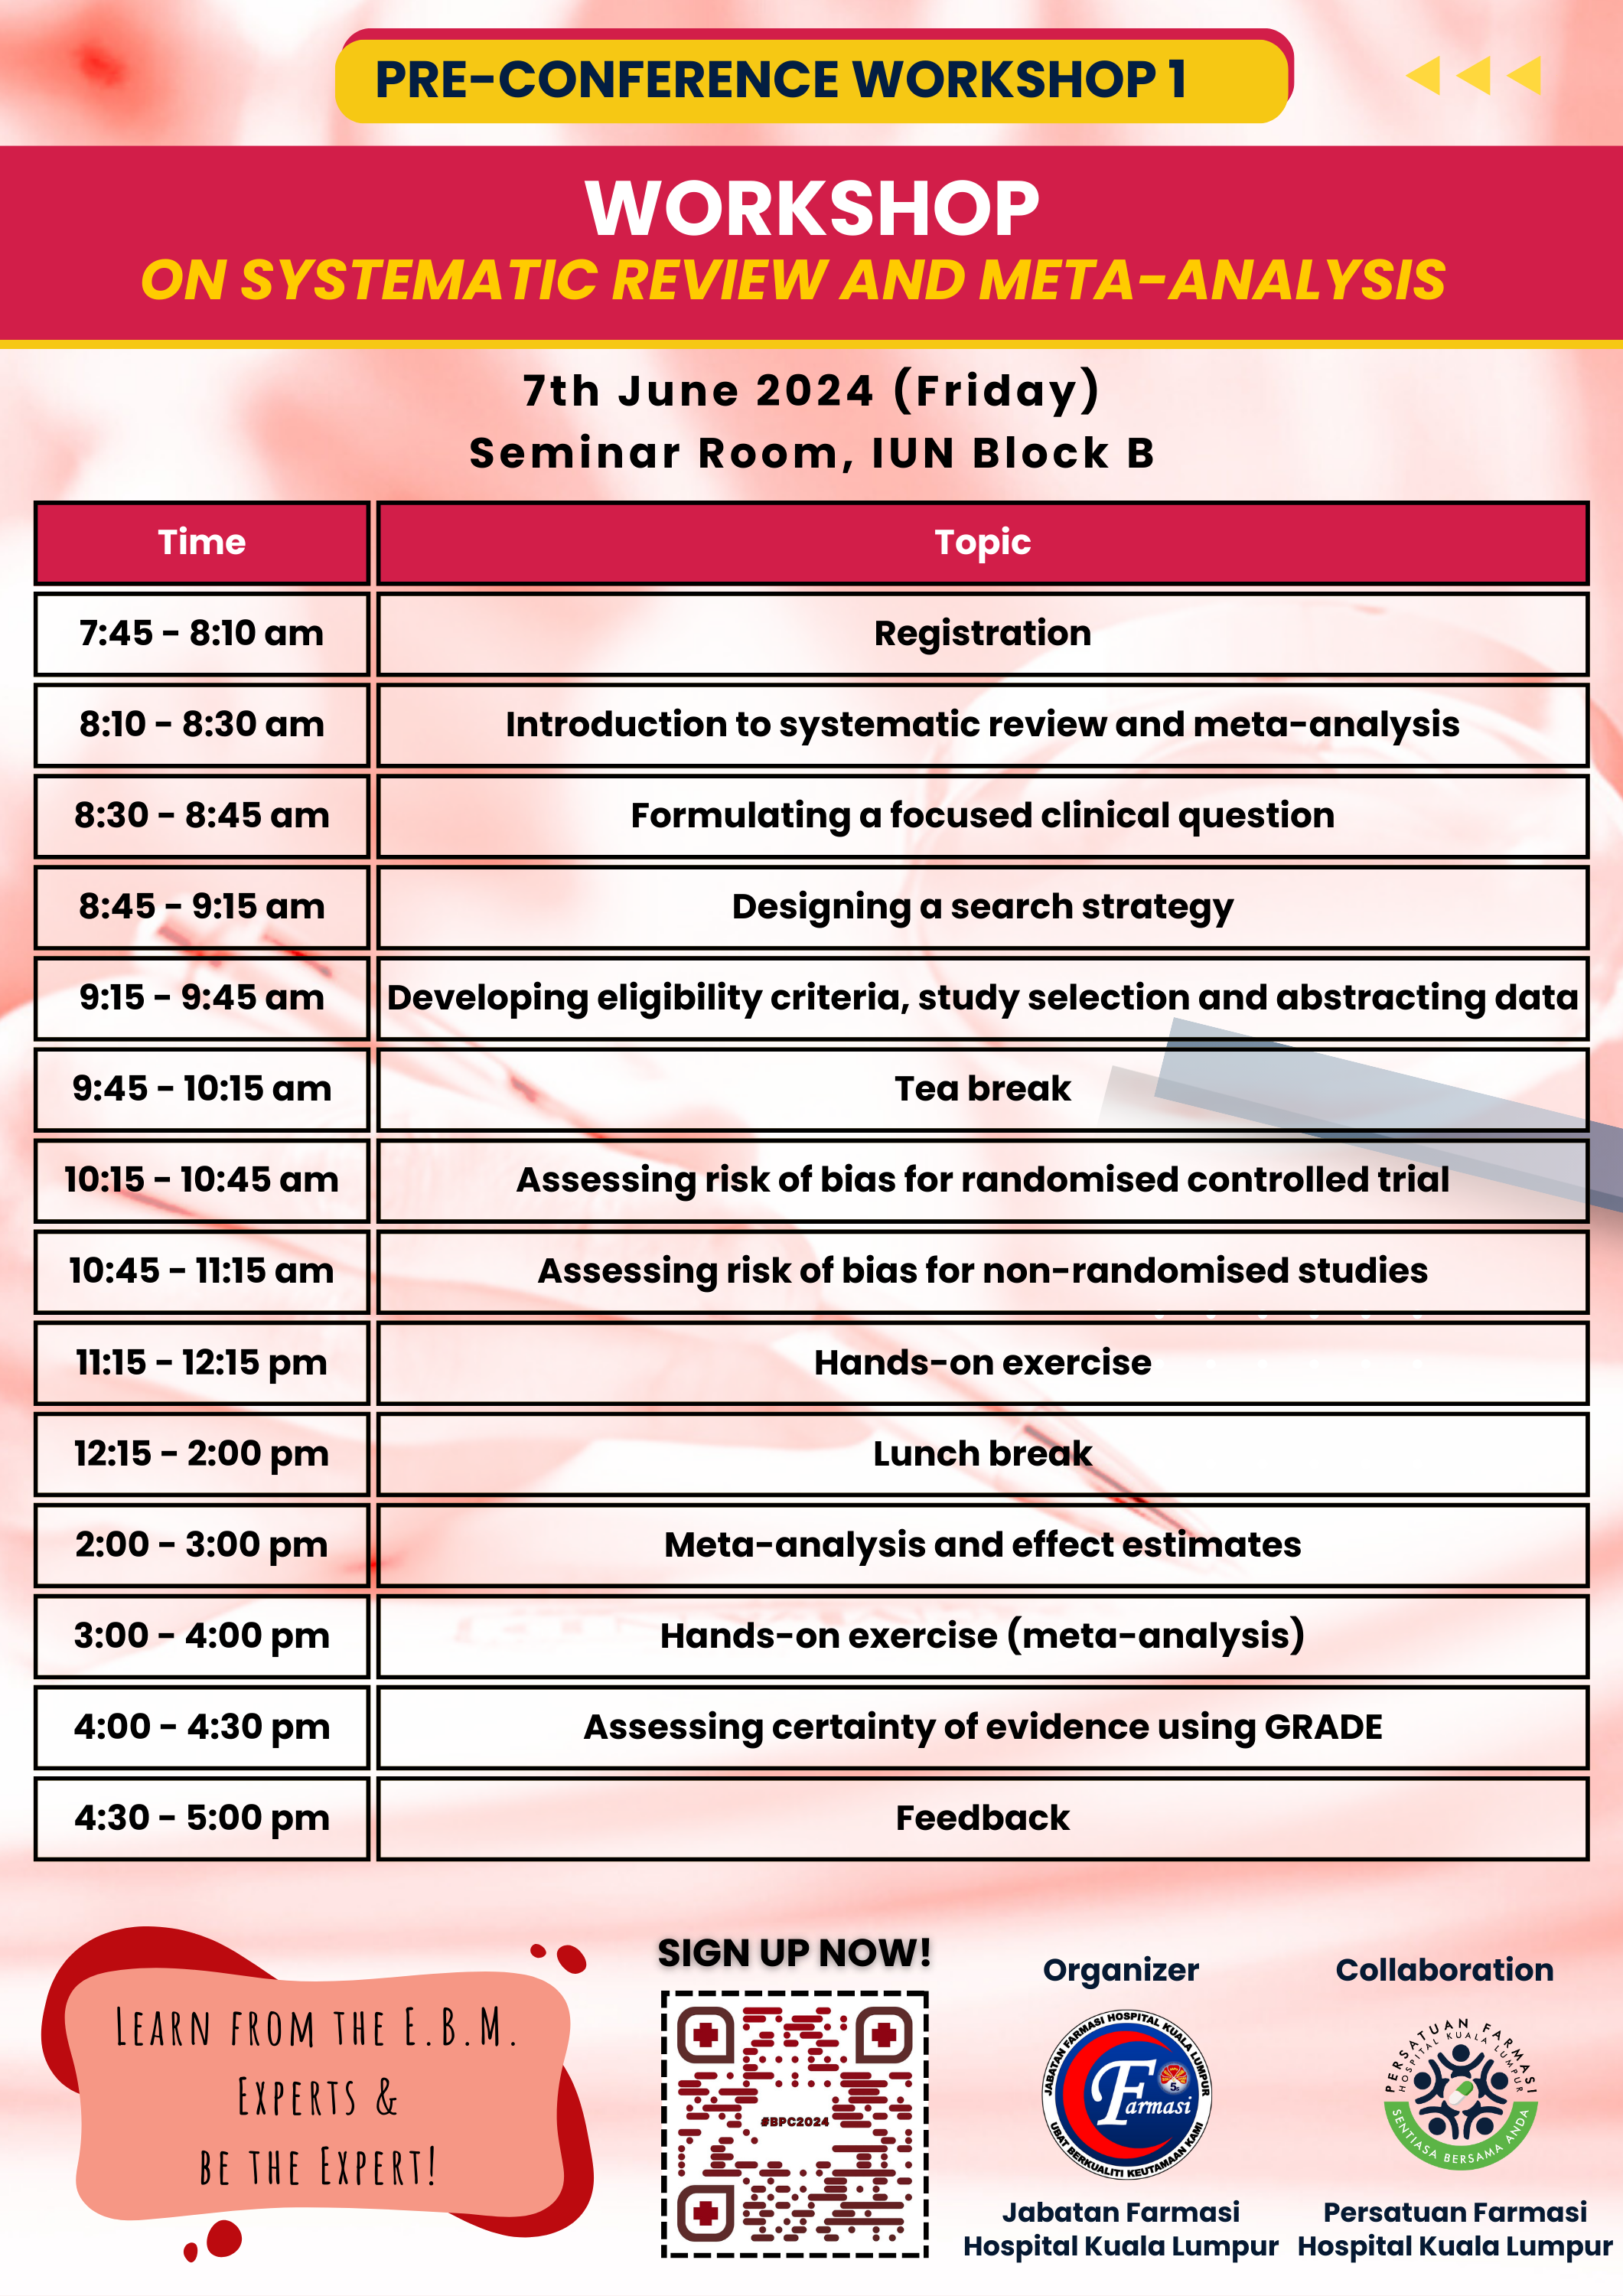 PRE-CONFERENCE WORKSHOP 1
WORKSHOP
ON SYSTEMATIC REVIEW AND META-ANALYSIS
7th June 2024 (Friday)
Seminar Room, IUN Block B
Time Topic
7:45 - 8:10 am Registration
8:10 - 8:30 am Introduction to systematic review and meta-analysis
8:30 - 8:45 am Formulating a focused clinical question
8:45 - 9:15 am Designing a search strategy
9:15 - 9:45 am Developing eligibility criteria, study selection and abstracting data
9:45 - 10:15 am Tea break
10:15 - 10:45 am Assessing risk of bias for randomised controlled trial
10:45 - 11:15 am Assessing risk of bias for non-randomised studies
11:15 - 12:15 pm Hands-on exercise
12:15 - 2:00 pm Lunch break
2:00 - 3:00 pm Meta-analysis and effect estimates
3:00 - 4:00 pm Hands-on exercise (meta-analysis)
4:00 - 4:30 pm Assessing certainty of evidence using GRADE
4:30 - 5:00 pm Feedback
LEARN FROM THE E.B.M.
EXPERTS &
BE THE EXPERT!
SIGN UP NOW!
#BPC2024
Organizer
JABATAN FARMASI HOSPITAL KUALA LUMPUR
Farmasi
5S
UBAT BERKUALITI KEUTAMAAN KAMI
Jabatan Farmasi
Hospital Kuala Lumpur
Collaboration
PERSATUAN FARMASI
HOSPITAL KUALA LUMPUR
SENTIASA BERSAMA ANDA
Persatuan Farmasi
Hospital Kuala Lumpur